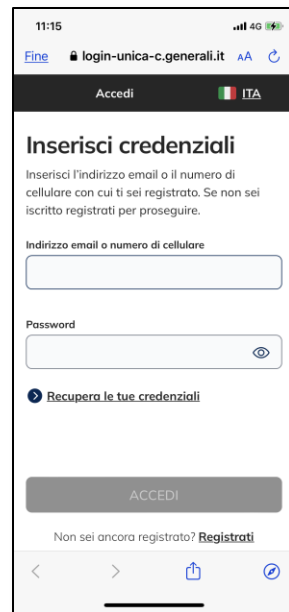 11:15
4G
Fine
login-unica-c.generali.it
AA
Accedi
ITA
Inserisci credenziali
Inserisci l'indirizzo email o il numero di
cellulare con cui ti sei registrato. Se non sei
iscritto registrati per proseguire.
Indirizzo email o numero di cellulare
Password
Recupera le tue credenziali
ACCEDI
Non sei ancora registrato? Registrati